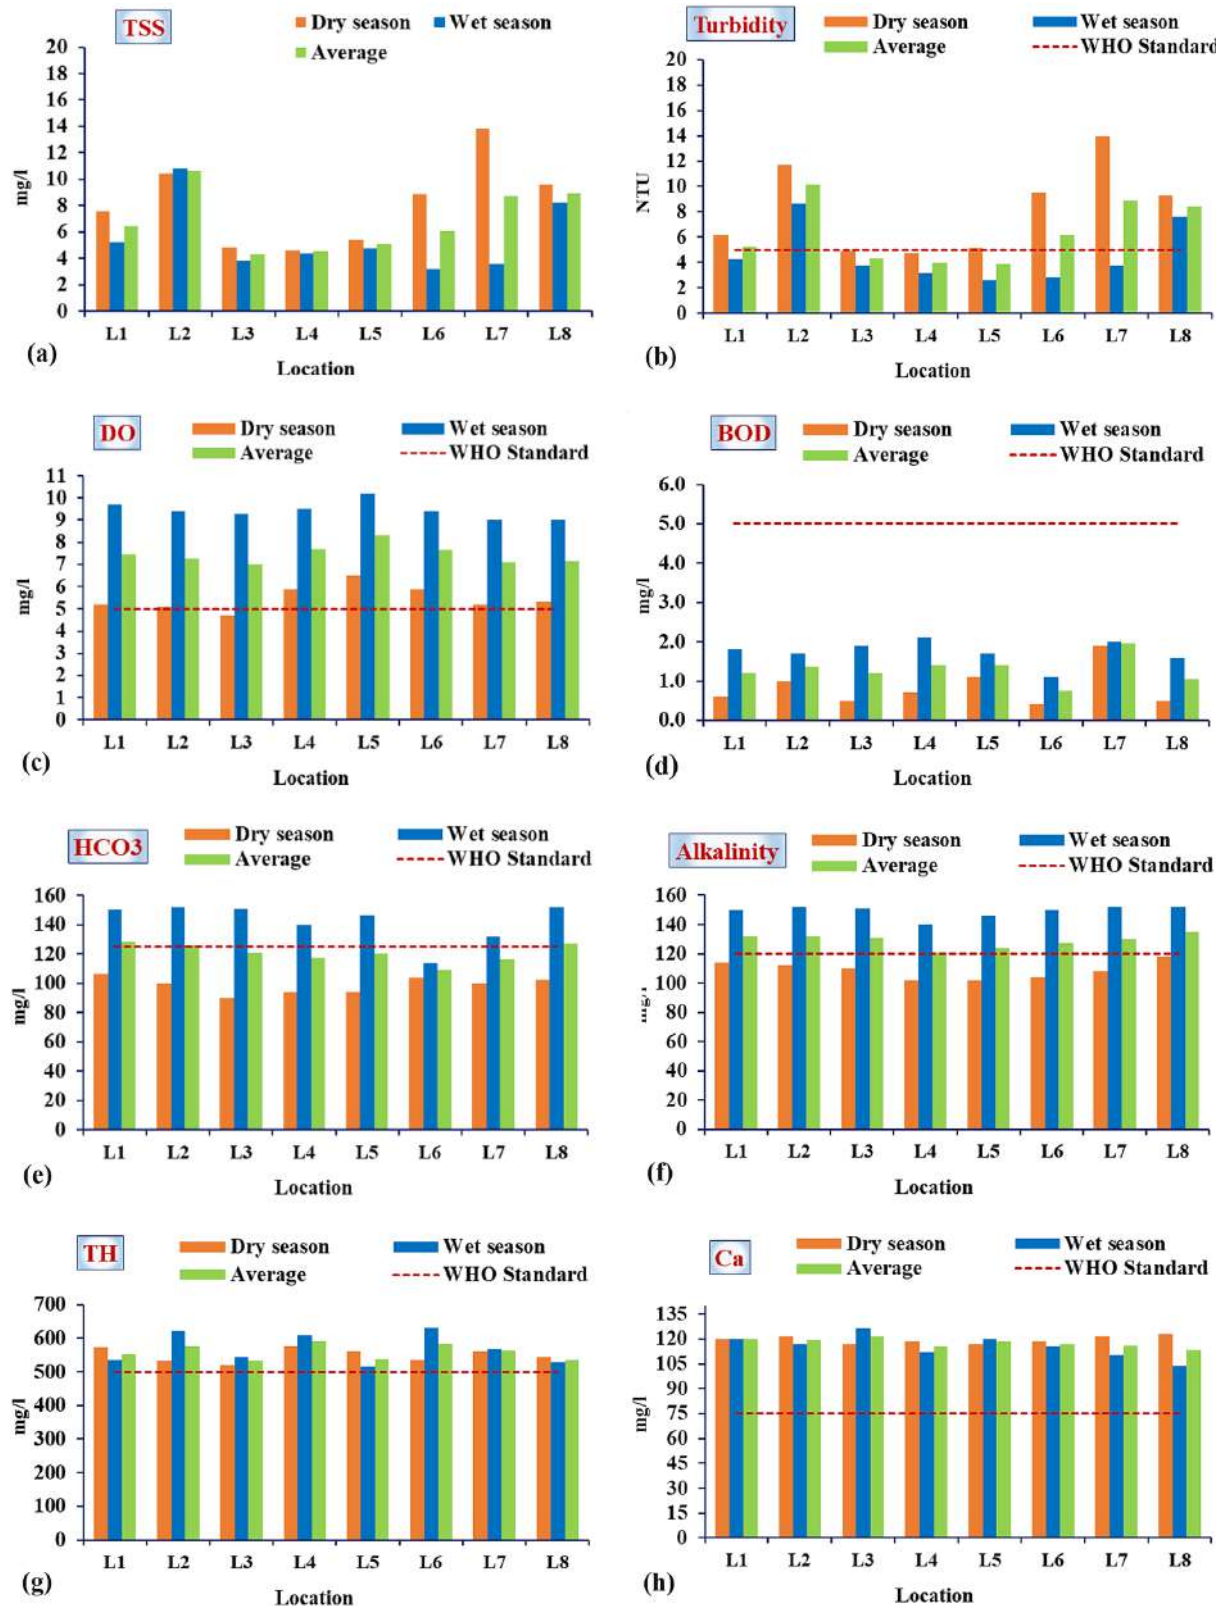 TSS
Dry season Wet season
Average
20
18
16
14
12
10
8
6
4
2
0
mg/l
L1 L2 L3 L4 L5 L6 L7 L8
(a)
Location
Turbidity
Dry season Wet season
Average WHO Standard
20
18
16
14
12
10
8
6
4
2
0
NTU
L1 L2 L3 L4 L5 L6 L7 L8
(b)
Location
DO
Dry season Wet season
Average WHO Standard
11
10
9
8
7
6
5
4
3
2
1
0
mg/l
L1 L2 L3 L4 L5 L6 L7 L8
(c)
Location
BOD
Dry season Wet season
Average WHO Standard
6.0
5.0
4.0
3.0
2.0
1.0
0.0
mg/l
L1 L2 L3 L4 L5 L6 L7 L8
(d)
Location
HCO3
Dry season Wet season
Average WHO Standard
160
140
120
100
80
60
40
20
0
mg/l
L1 L2 L3 L4 L5 L6 L7 L8
(e)
Location
Alkalinity
Dry season Wet season
Average WHO Standard
160
140
120
100
80
60
40
20
0
L1 L2 L3 L4 L5 L6 L7 L8
(f)
Location
TH
Dry season Wet season
Average WHO Standard
700
600
500
400
300
200
100
0
mg/l
L1 L2 L3 L4 L5 L6 L7 L8
(g)
Location
Ca
Dry season Wet season
Average WHO Standard
135
120
105
90
75
60
45
30
15
0
mg/l
L1 L2 L3 L4 L5 L6 L7 L8
(h)
Location